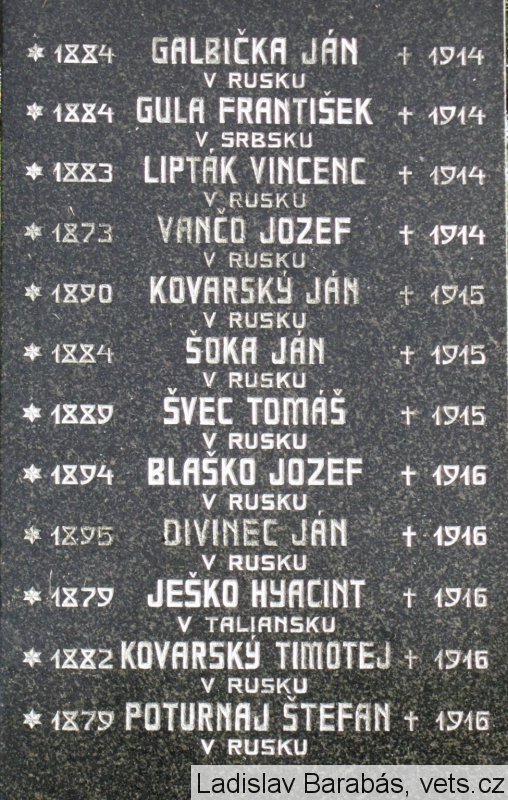 * 1884 GALBIČKA JÁN † 1914
V RUSKU
* 1884 GULA FRANTIŠEK † 1914
V SRBSKU
* 1883 LIPTÁK VINCENC † 1914
V RUSKU
* 1873 VANČO JOZEF † 1914
V RUSKU
* 1890 KOVARSKÝ JÁN † 1915
V RUSKU
* 1884 ŠOKA JÁN † 1915
V RUSKU
* 1889 ŠVEC TOMÁŠ † 1915
V RUSKU
* 1894 BLAŠKO JOZEF † 1916
V RUSKU
* 1895 DIVINEC JÁN † 1916
V RUSKU
* 1879 JEŠKO HYACINT † 1916
V TALIANSKU
* 1882 KOVARSKÝ TIMOTEJ † 1916
V RUSKU
* 1879 POTURNAJ ŠTEFAN † 1916
V RUSKU
Ladislav Barabás, vets.cz